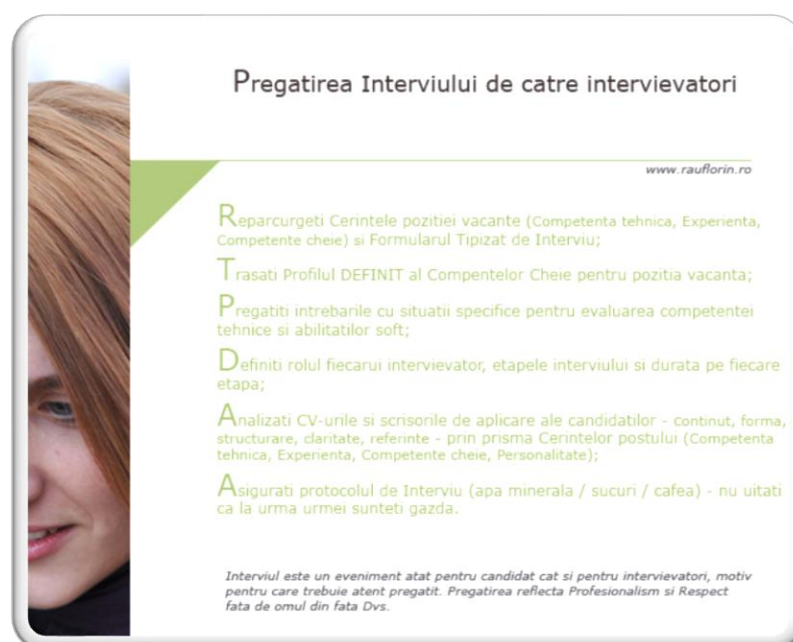 Pregatirea Interviului de catre intervievatori
www.rauflorin.ro
Reparcurgeti Cerintele pozitiei vacante (Competenta tehnica, Experienta,
Competente cheie) si Formularul Tipizat de Interviu;
Trasati Profilul DEFINIT al Compentelor Cheie pentru pozitia vacanta;
Pregatiti intrebarile cu situatii specifice pentru evaluarea competentei
tehnice si abilitatilor soft;
Definiti rolul fiecarui intervievator, etapele interviului si durata pe fiecare
etapa;
Analizati CV-urile si scrisorile de aplicare ale candidatilor - continut, forma,
structurare, claritate, referinte - prin prisma Cerintelor postului (Competenta
tehnica, Experienta, Competente cheie, Personalitate);
Asigurati protocolul de Interviu (apa minerala / sucuri / cafea) - nu uitati
ca la urma urmei sunteti gazda.
Interviul este un eveniment atat pentru candidat cat si pentru intervievatori, motiv
pentru care trebuie atent pregatit. Pregatirea reflecta Profesionalism si Respect
fata de omul din fata Dvs.